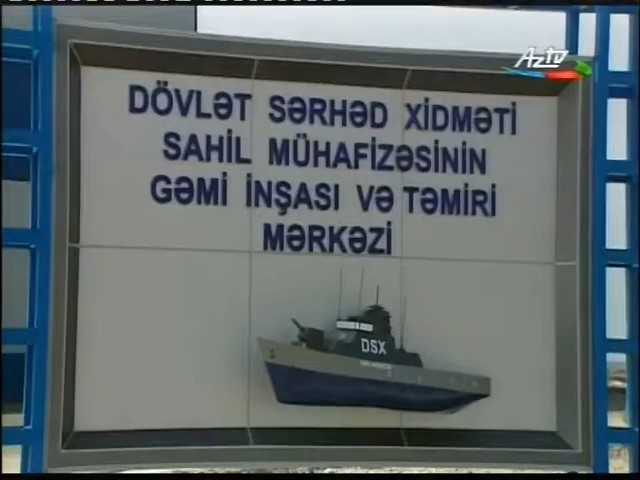 AzTV
DÖVLƏT SƏRHƏD XİDMƏTİ
SAHİL MÜHAFİZƏSİNİN
GƏMİ İNŞASI VƏ TƏMİRİ
MƏRKƏZİ
DSX